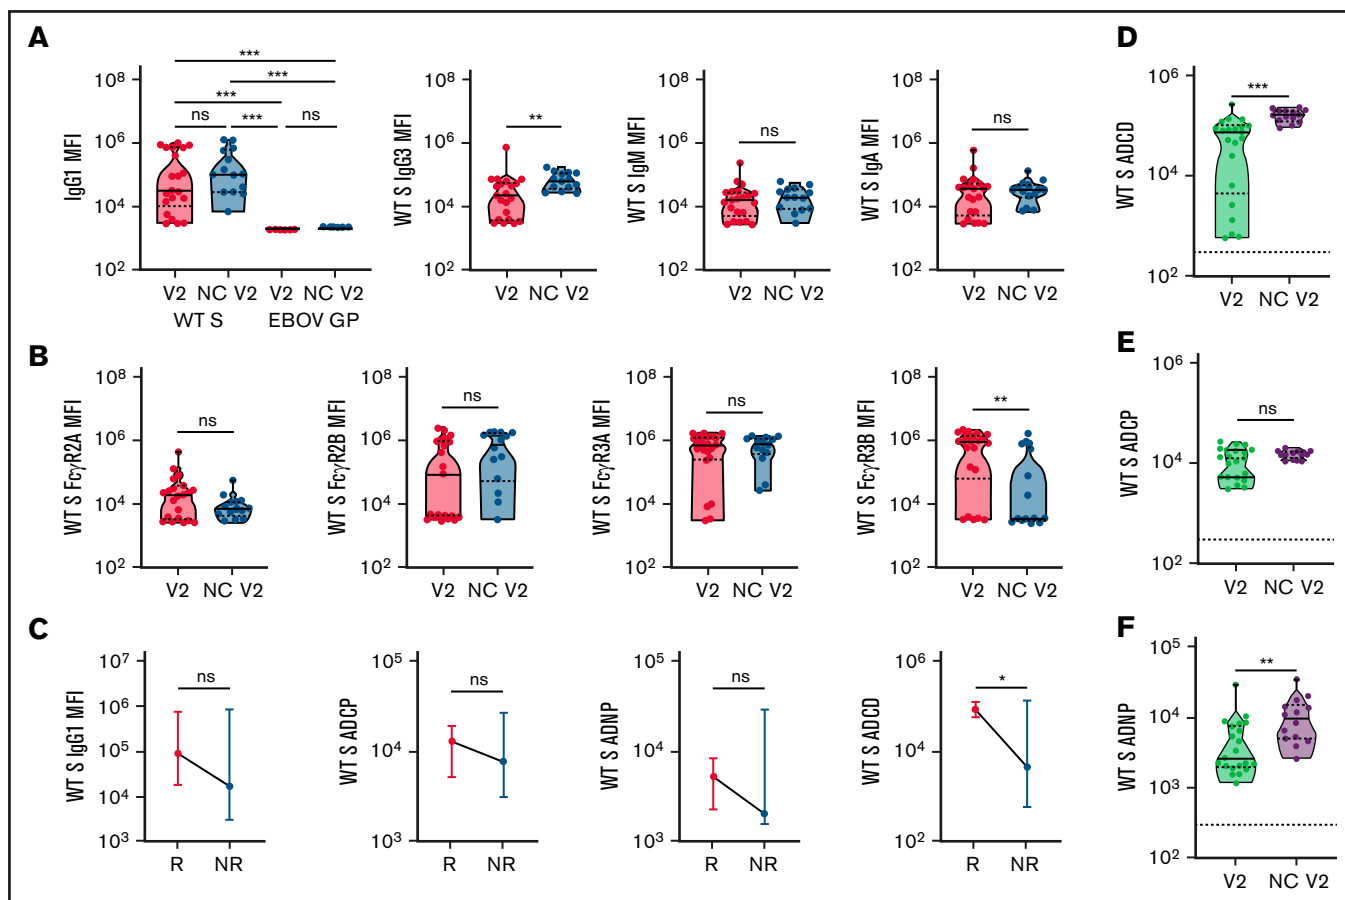 A
IgG1 MFI
10⁸
10⁶
10⁴
10²
***
***
***
ns
***
ns
V2 NC V2 V2 NC V2
WT S EBOV GP
WT S IgG3 MFI
10⁸
10⁶
10⁴
10²
**
V2 NC V2
WT S IgM MFI
10⁸
10⁶
10⁴
10²
ns
V2 NC V2
WT S IgA MFI
10⁸
10⁶
10⁴
10²
ns
V2 NC V2
D
WT S ADCD
10⁶
10⁴
10²
***
V2 NC V2
B
WT S FcγR2A MFI
10⁸
10⁶
10⁴
10²
ns
V2 NC V2
WT S FcγR2B MFI
10⁸
10⁶
10⁴
10²
ns
V2 NC V2
WT S FcγR3A MFI
10⁸
10⁶
10⁴
10²
ns
V2 NC V2
WT S FcγR3B MFI
10⁸
10⁶
10⁴
10²
**
V2 NC V2
E
WT S ADCP
10⁶
10⁴
10²
ns
V2 NC V2
C
WT S IgG1 MFI
10⁷
10⁶
10⁵
10⁴
10³
ns
R NR
WT S ADCP
10⁵
10⁴
10³
ns
R NR
WT S ADNP
10⁵
10⁴
10³
ns
R NR
WT S ADCD
10⁶
10⁴
10²
*
R NR
F
WT S ADNP
10⁵
10⁴
10³
10²
**
V2 NC V2